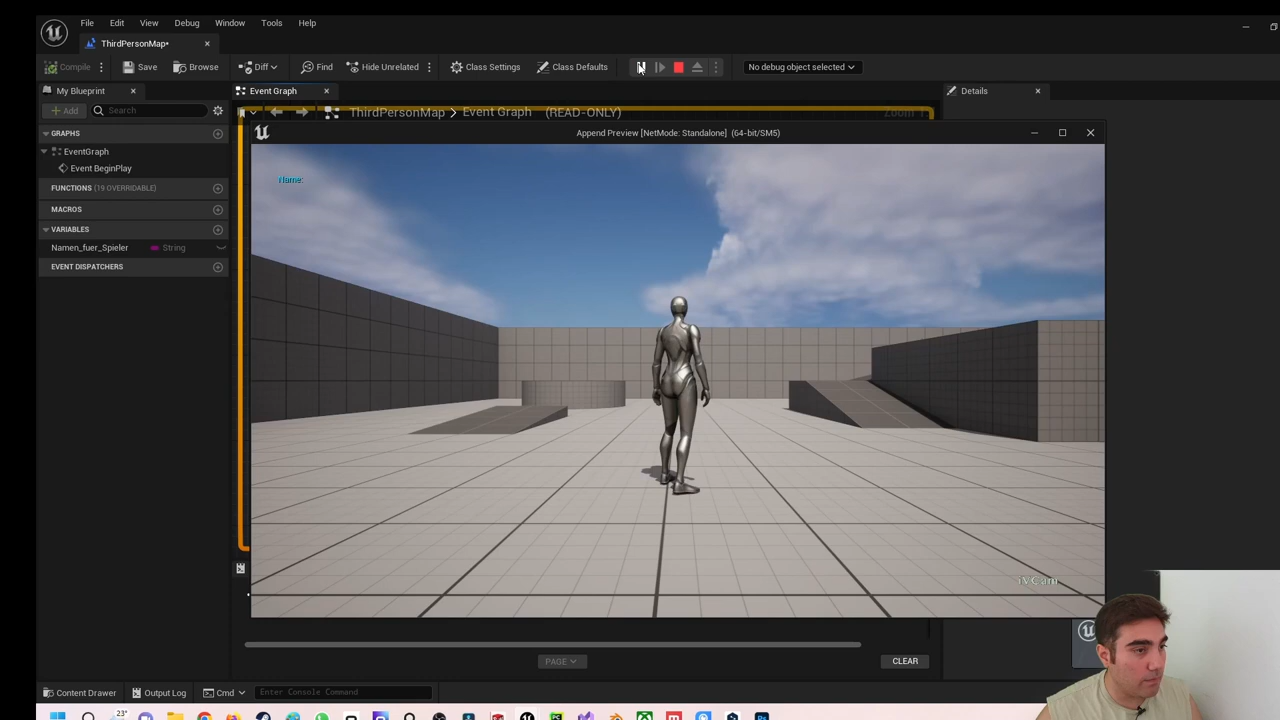 File Edit View Debug Window Tools Help
ThirdPersonMap•
Compile Save Browse Diff Find Hide Unrelated Class Settings Class Defaults No debug object selected
My Blueprint Event Graph Details
Add Search ThirdPersonMap > Event Graph (READ-ONLY) Zoom
Append Preview [NetMode: Standalone] (64-bit/SM5)
GRAPHS
EventGraph
Event BeginPlay
Name:
FUNCTIONS (19 OVERRIDABLE)
MACROS
VARIABLES
Namen_fuer_Spieler String
EVENT DISPATCHERS
iVCam
PAGE CLEAR
Content Drawer Output Log Cmd Enter Console Command
23°